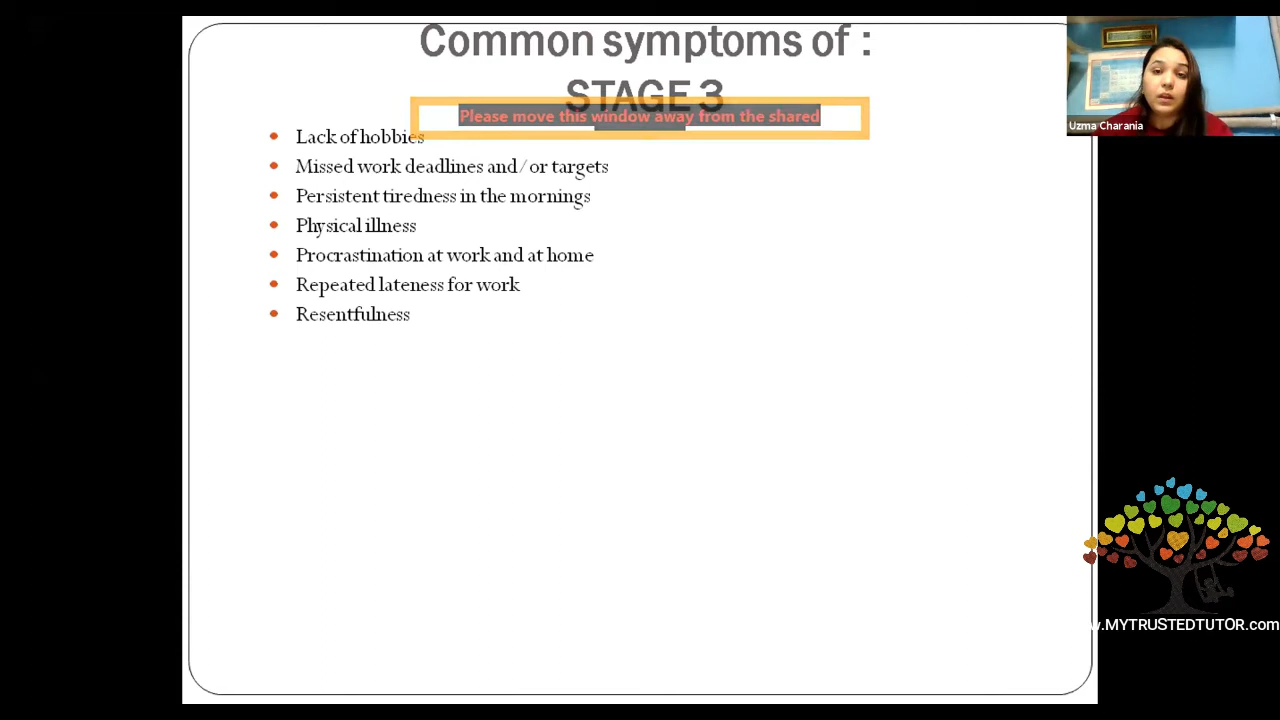 Common symptoms of :
STAGE 3
Please move this window away from the shared
Lack of hobbies
Missed work deadlines and/or targets
Persistent tiredness in the mornings
Physical illness
Procrastination at work and at home
Repeated lateness for work
Resentfulness
Uzma Charania
w.MYTRUSTEDTUTOR.com